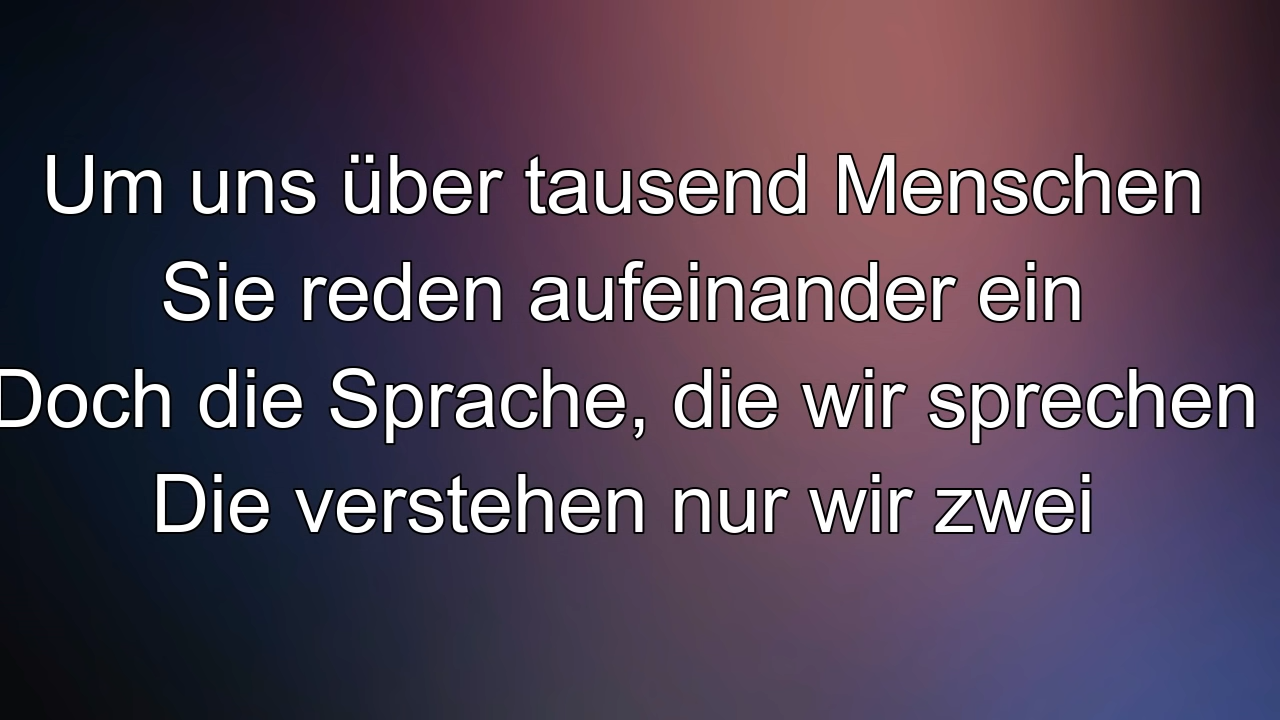 Um uns über tausend Menschen
Sie reden aufeinander ein
Doch die Sprache, die wir sprechen
Die verstehen nur wir zwei